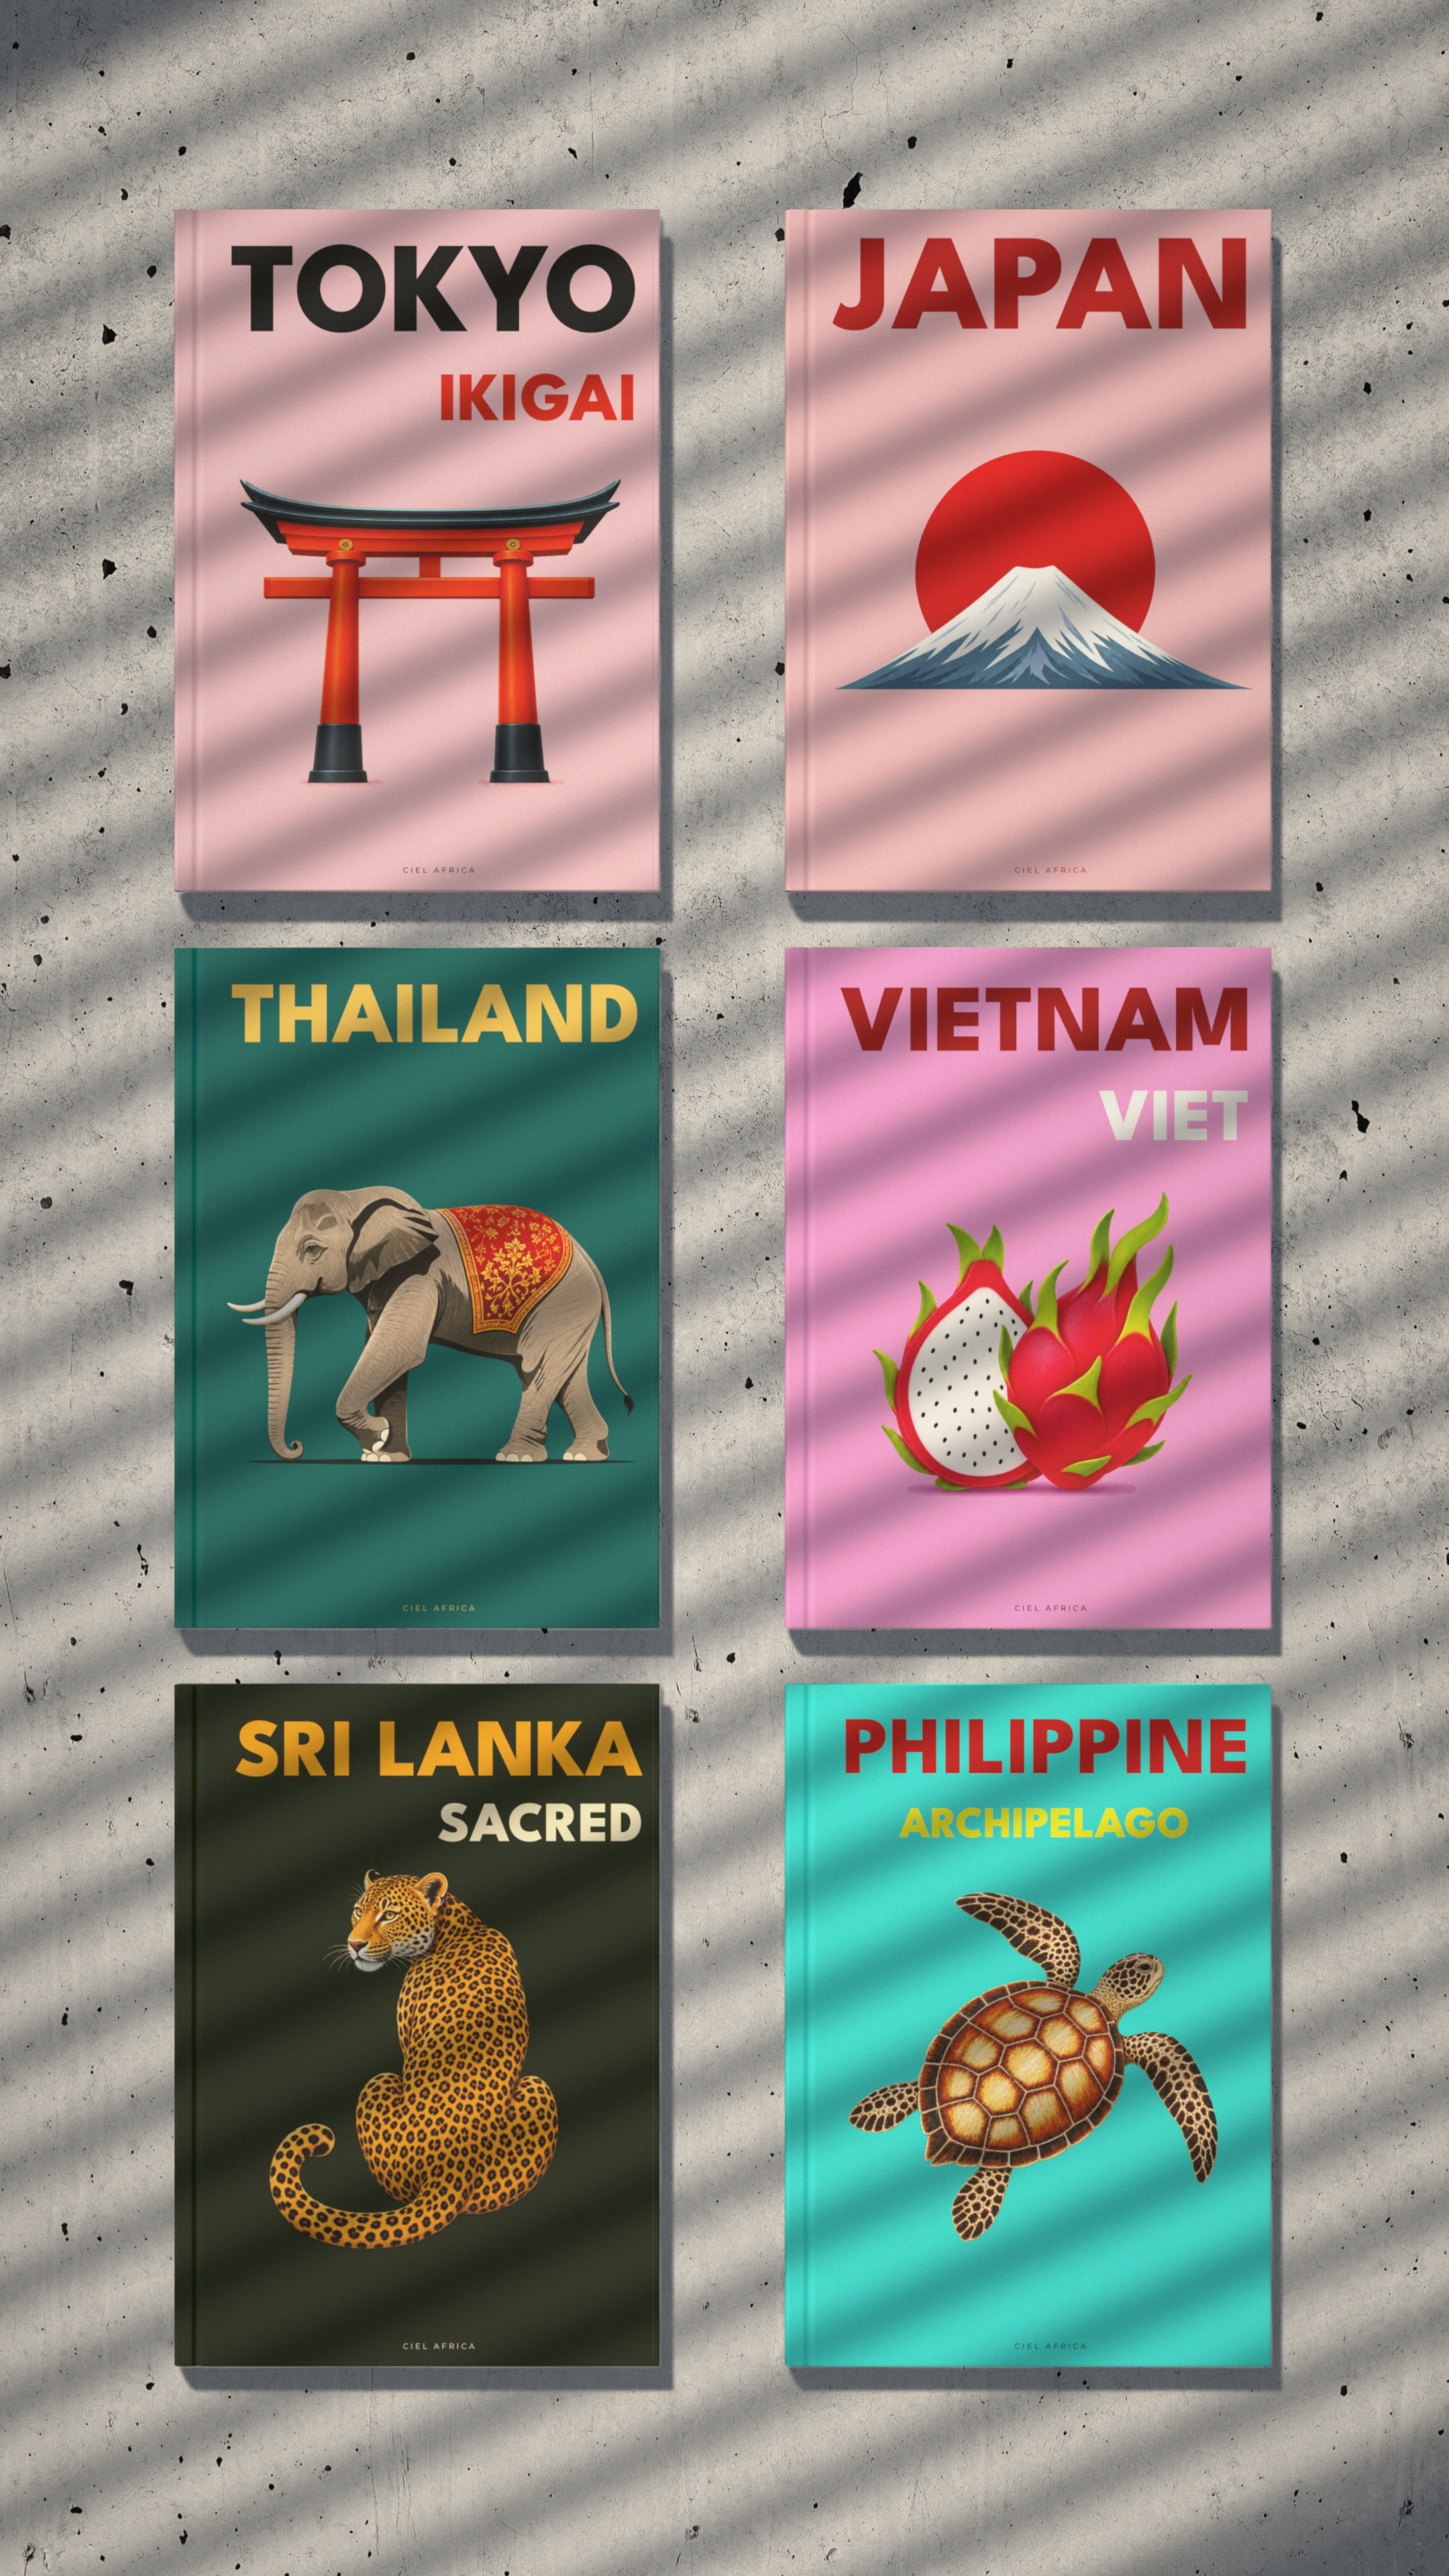 TOKYO
IKIGAI
CIEL AFRICA
JAPAN
CIEL AFRICA
THAILAND
CIEL AFRICA
VIETNAM
VIET
CIEL AFRICA
SRI LANKA
SACRED
CIEL AFRICA
PHILIPPINE
ARCHIPELAGO
CIEL AFRICA